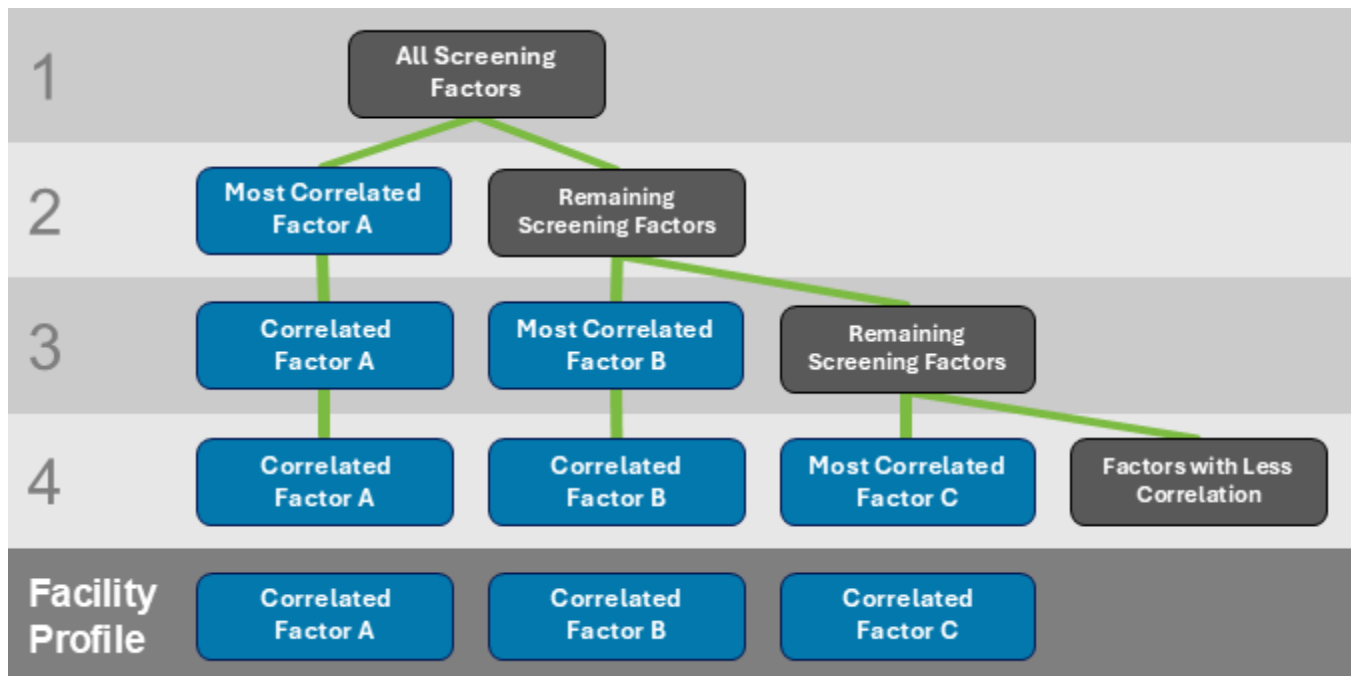 1
All Screening
Factors
2
Most Correlated
Factor A
Remaining
Screening Factors
3
Correlated
Factor A
Most Correlated
Factor B
Remaining
Screening Factors
4
Correlated
Factor A
Correlated
Factor B
Most Correlated
Factor C
Factors with Less
Correlation
Facility
Profile
Correlated
Factor A
Correlated
Factor B
Correlated
Factor C